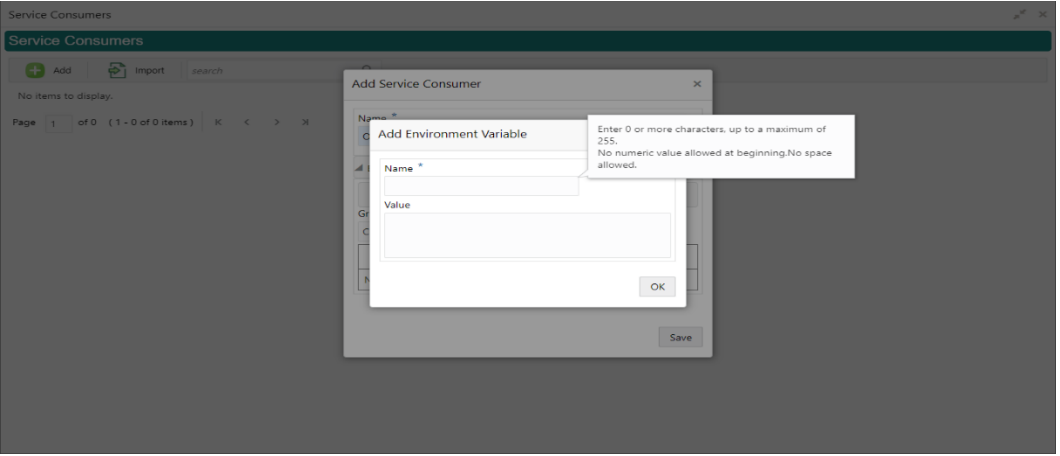 Service Consumers
Service Consumers
Add Import search
No items to display.
Page 1 of 0 (1 - 0 of 0 items) K < > >|
Add Service Consumer ×
Name *
Add Environment Variable
Enter 0 or more characters, up to a maximum of
255.
No numeric value allowed at beginning.No space
allowed.
Name *
Value
Gr
OK
Save